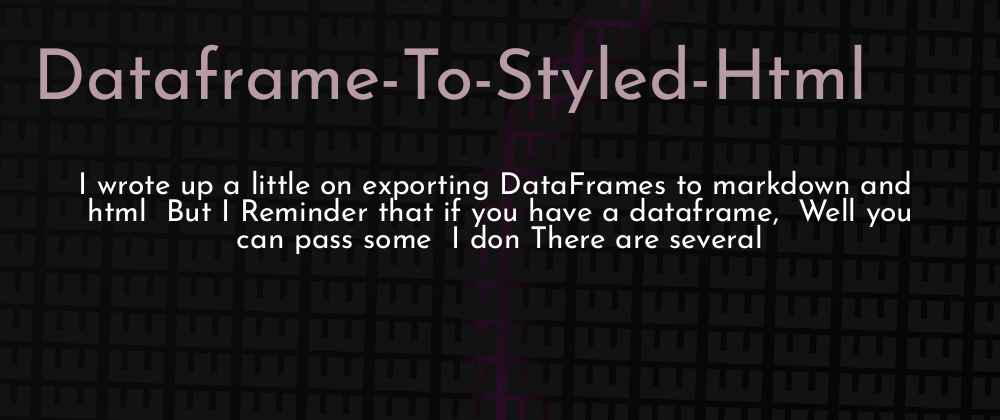 Dataframe-To-Styled-Html
I wrote up a little on exporting DataFrames to markdown and
html  But I Reminder that if you have a dataframe,  Well you
can pass some  I don There are several